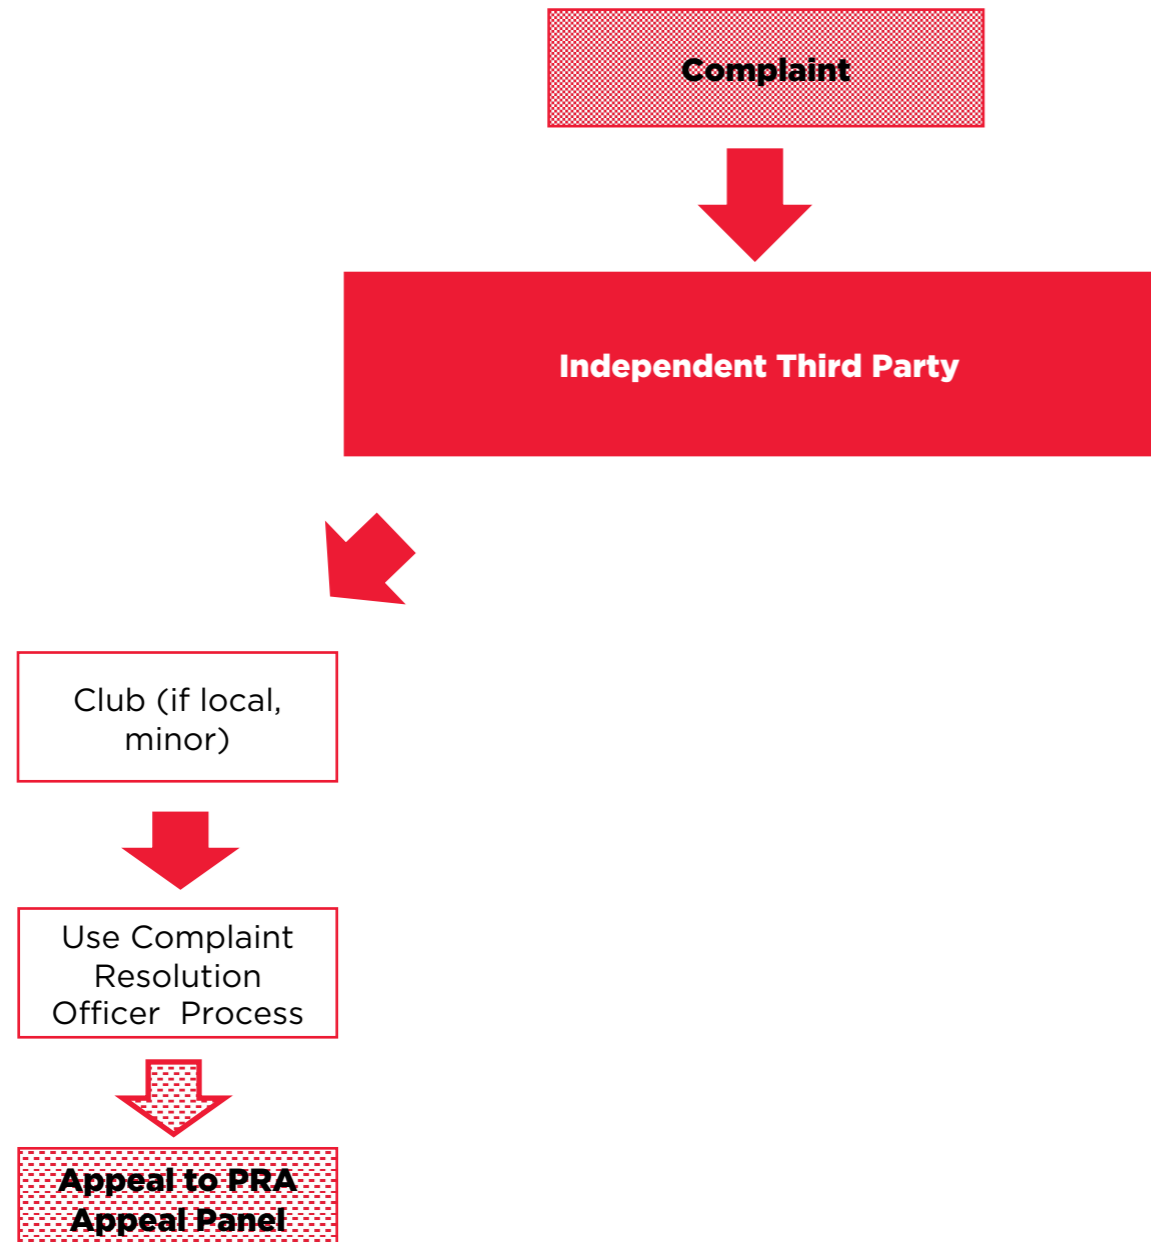 Complaint
Independent Third Party
Club (if local,
minor)
Use Complaint
Resolution
Officer  Process
Appeal to PRA
Appeal Panel